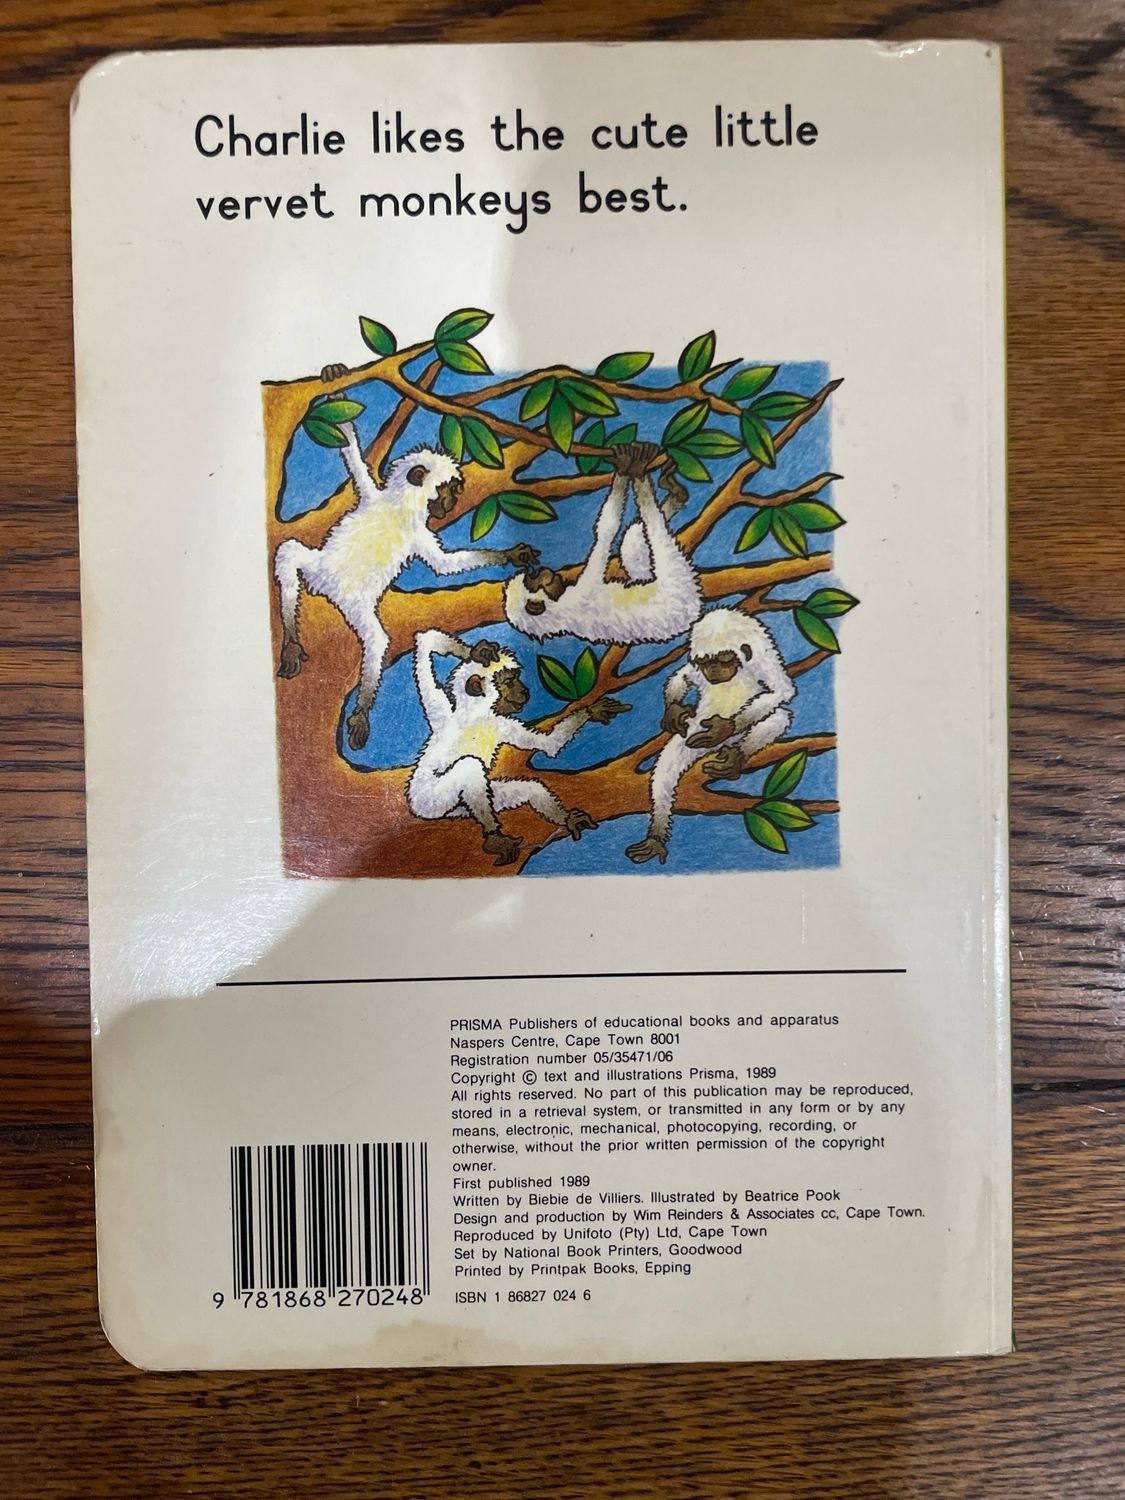 Charlie likes the cute little
vervet monkeys best.
PRISMA Publishers of educational books and apparatus
Naspers Centre, Cape Town 8001
Registration number 05/35471/06
Copyright © text and illustrations Prisma, 1989
All rights reserved. No part of this publication may be reproduced,
stored in a retrieval system, or transmitted in any form or by any
means, electronic, mechanical, photocopying, recording, or
otherwise, without the prior written permission of the copyright
owner.
First published 1989
Written by Biebie de Villiers. Illustrated by Beatrice Pook
Design and production by Wim Reinders & Associates cc, Cape Town.
Reproduced by Unifoto (Pty) Ltd, Cape Town
Set by National Book Printers, Goodwood
Printed by Printpak Books, Epping
ISBN 1 86827 024 6
9 781868 270248